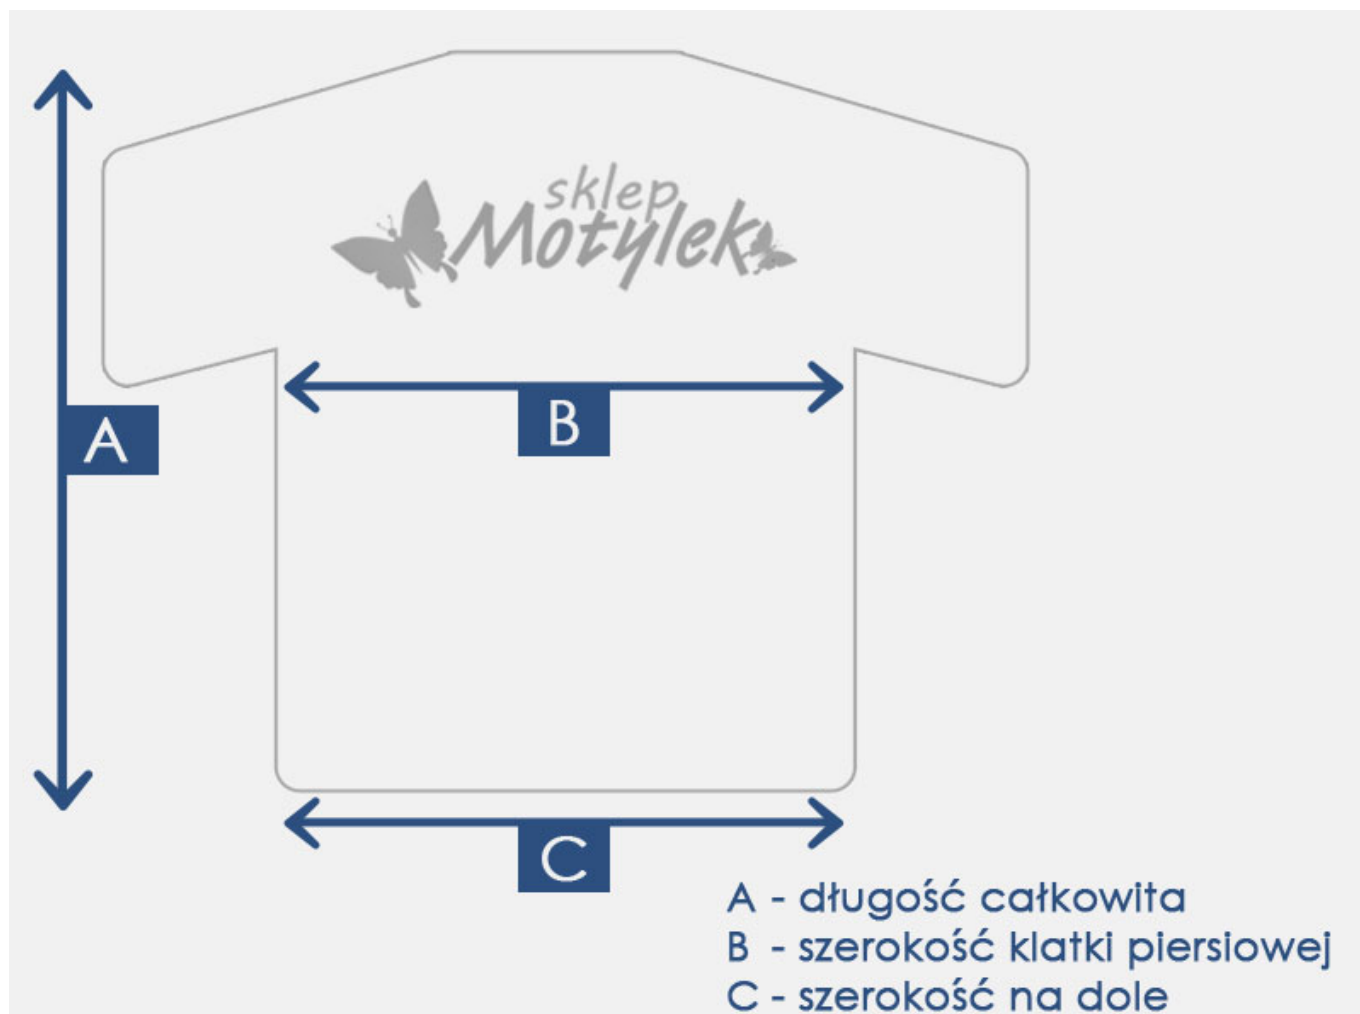 sklep
Motylek
A
B
C
A - długość całkowita
B - szerokość klatki piersiowej
C - szerokość na dole